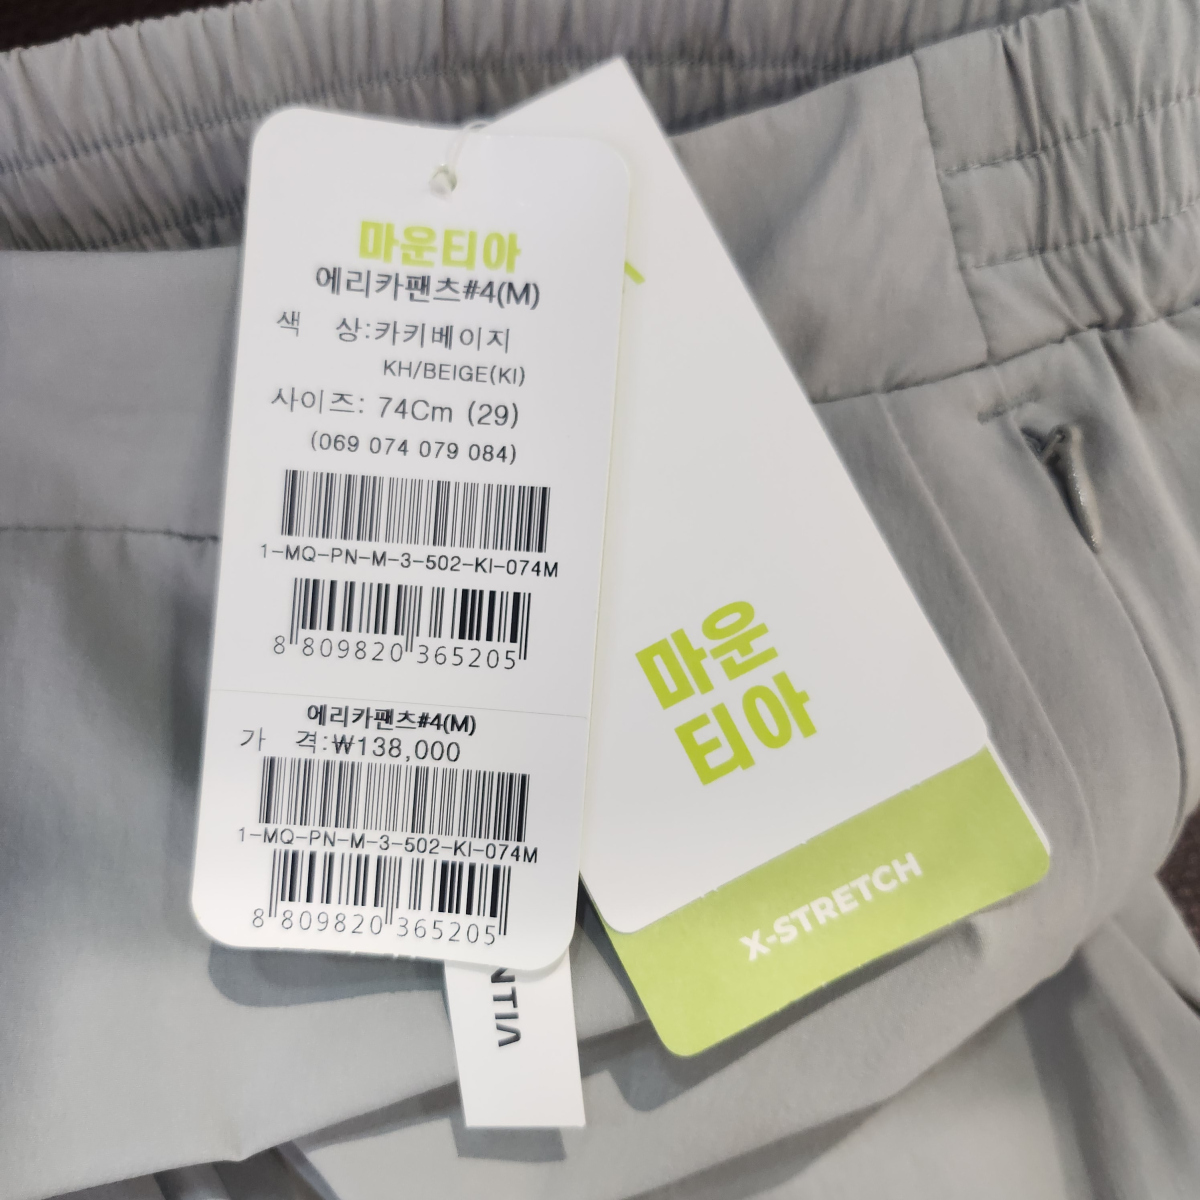 마운티아
에리카팬츠#4(M)
색 상:카키베이지
KH/BEIGE(KI)
사이즈: 74Cm (29)
(069 074 079 084)
1-MQ-PN-M-3-502-KI-074M
8 809820 365205
에리카팬츠#4(M)
가 격:₩138,000
1-MQ-PN-M-3-502-KI-074M
8 809820 365205
마운
티아
X-STRETCH
NTIA